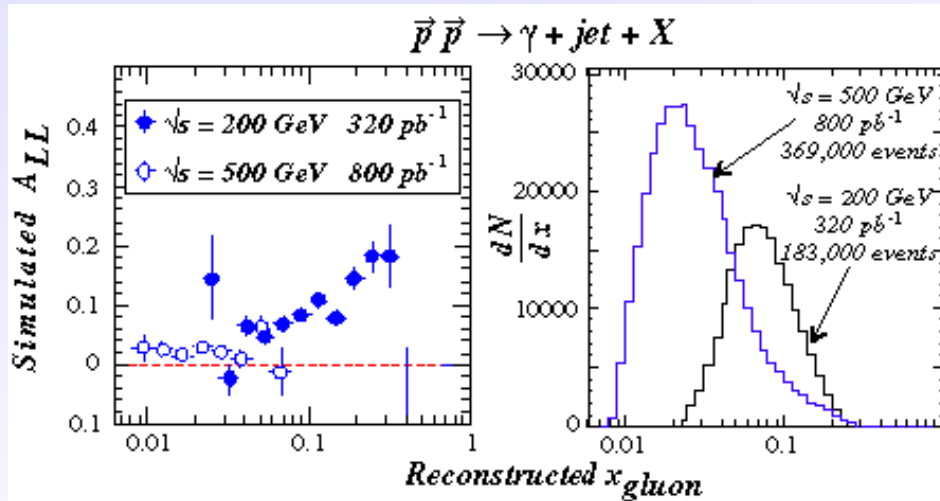 p⃗ p⃗ → γ + jet + X
Simulated A_LL
0.4
0.3
0.2
0.1
0
0.1
√s = 200 GeV 320 pb⁻¹
√s = 500 GeV 800 pb⁻¹
0.01
0.1
1
dN/dx
30000
20000
10000
0
√s = 500 GeV
800 pb⁻¹
369,000 events
√s = 200 GeV
320 pb⁻¹
183,000 events
0.01
0.1
Reconstructed x_gluon